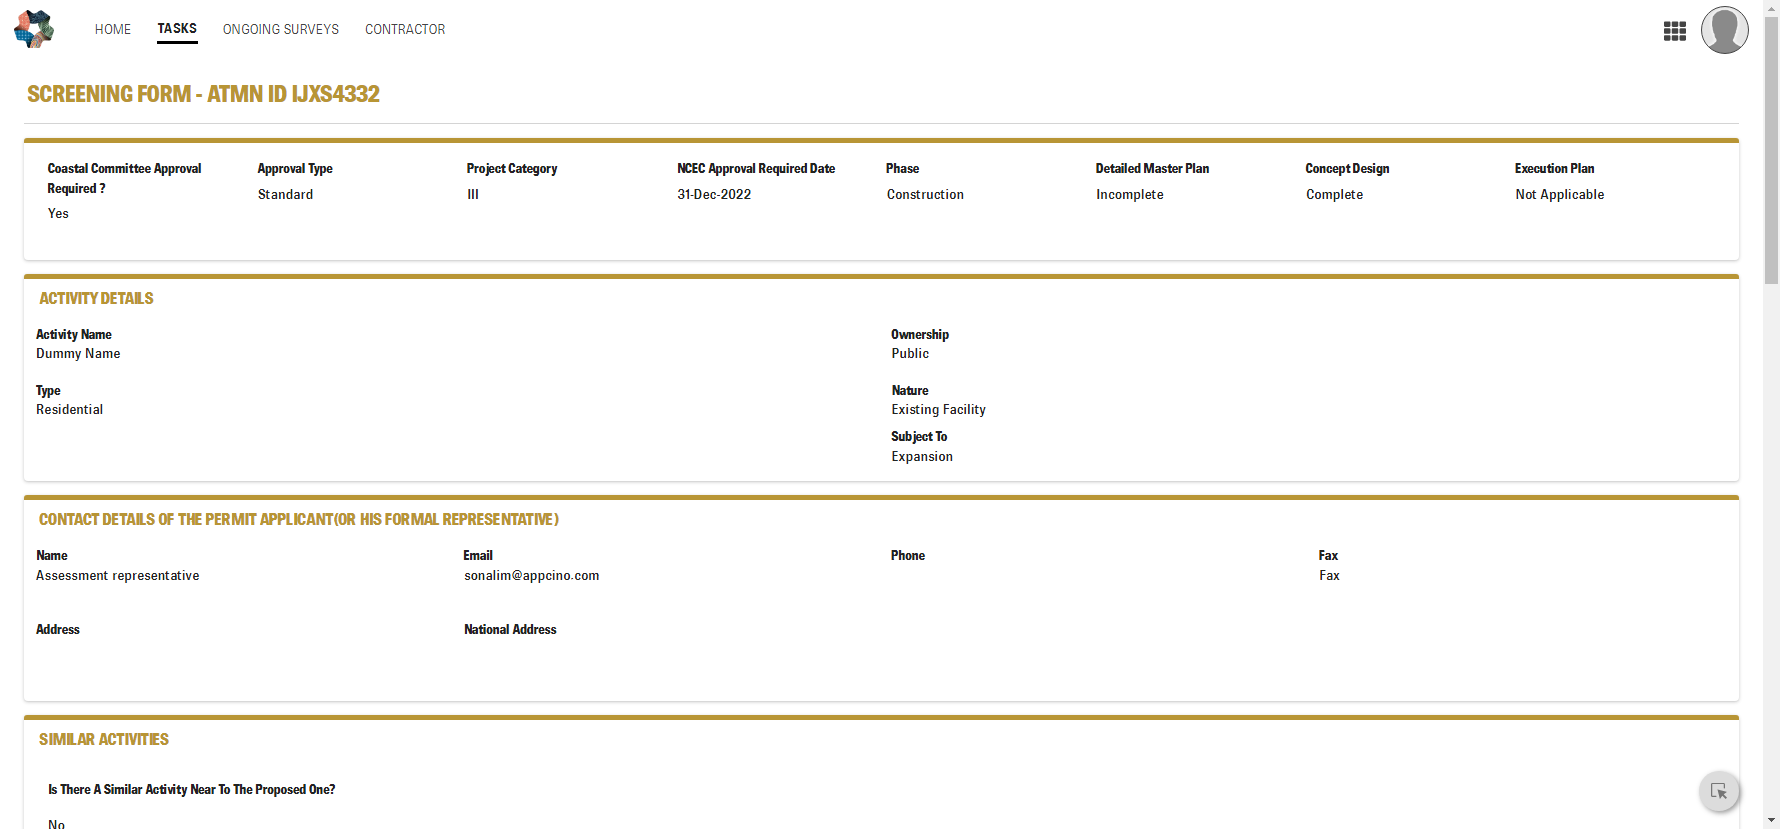 HOME TASKS ONGOING SURVEYS CONTRACTOR
SCREENING FORM - ATMN ID IJXS4332
Coastal Committee Approval Required ?
Yes
Approval Type
Standard
Project Category
III
NCEC Approval Required Date
31-Dec-2022
Phase
Construction
Detailed Master Plan
Incomplete
Concept Design
Complete
Execution Plan
Not Applicable
ACTIVITY DETAILS
Activity Name
Dummy Name
Ownership
Public
Type
Residential
Nature
Existing Facility
Subject To
Expansion
CONTACT DETAILS OF THE PERMIT APPLICANT(OR HIS FORMAL REPRESENTATIVE)
Name
Assessment representative
Email
sonalim@appcino.com
Phone
Fax
Fax
Address
National Address
SIMILAR ACTIVITIES
Is There A Similar Activity Near To The Proposed One?
No